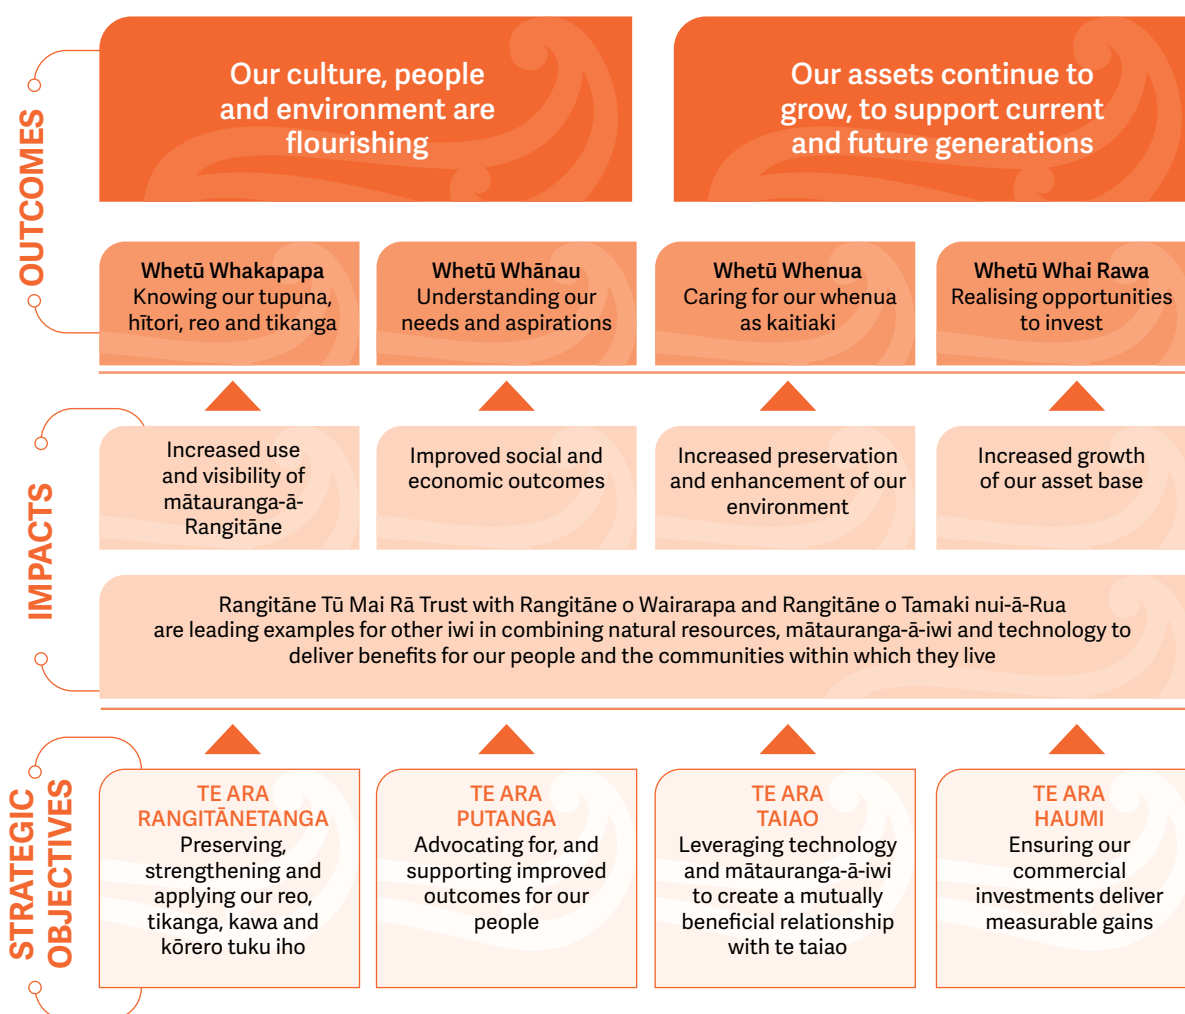 OUTCOMES
Our culture, people
and environment are
flourishing
Our assets continue to
grow, to support current
and future generations
Whetū Whakapapa
Knowing our tupuna,
hītori, reo and tikanga
Whetū Whānau
Understanding our
needs and aspirations
Whetū Whenua
Caring for our whenua
as kaitiaki
Whetū Whai Rawa
Realising opportunities
to invest
IMPACTS
Increased use
and visibility of
mātauranga-ā-
Rangitāne
Improved social and
economic outcomes
Increased preservation
and enhancement of our
environment
Increased growth
of our asset base
Rangitāne Tū Mai Rā Trust with Rangitāne o Wairarapa and Rangitāne o Tamaki nui-ā-Rua
are leading examples for other iwi in combining natural resources, mātauranga-ā-iwi and technology to
deliver benefits for our people and the communities within which they live
STRATEGIC
OBJECTIVES
TE ARA
RANGITĀNETANGA
Preserving,
strengthening and
applying our reo,
tikanga, kawa and
kōrero tuku iho
TE ARA
PUTANGA
Advocating for, and
supporting improved
outcomes for our
people
TE ARA
TAIAO
Leveraging technology
and mātauranga-ā-iwi
to create a mutually
beneficial relationship
with te taiao
TE ARA
HAUMI
Ensuring our
commercial
investments deliver
measurable gains